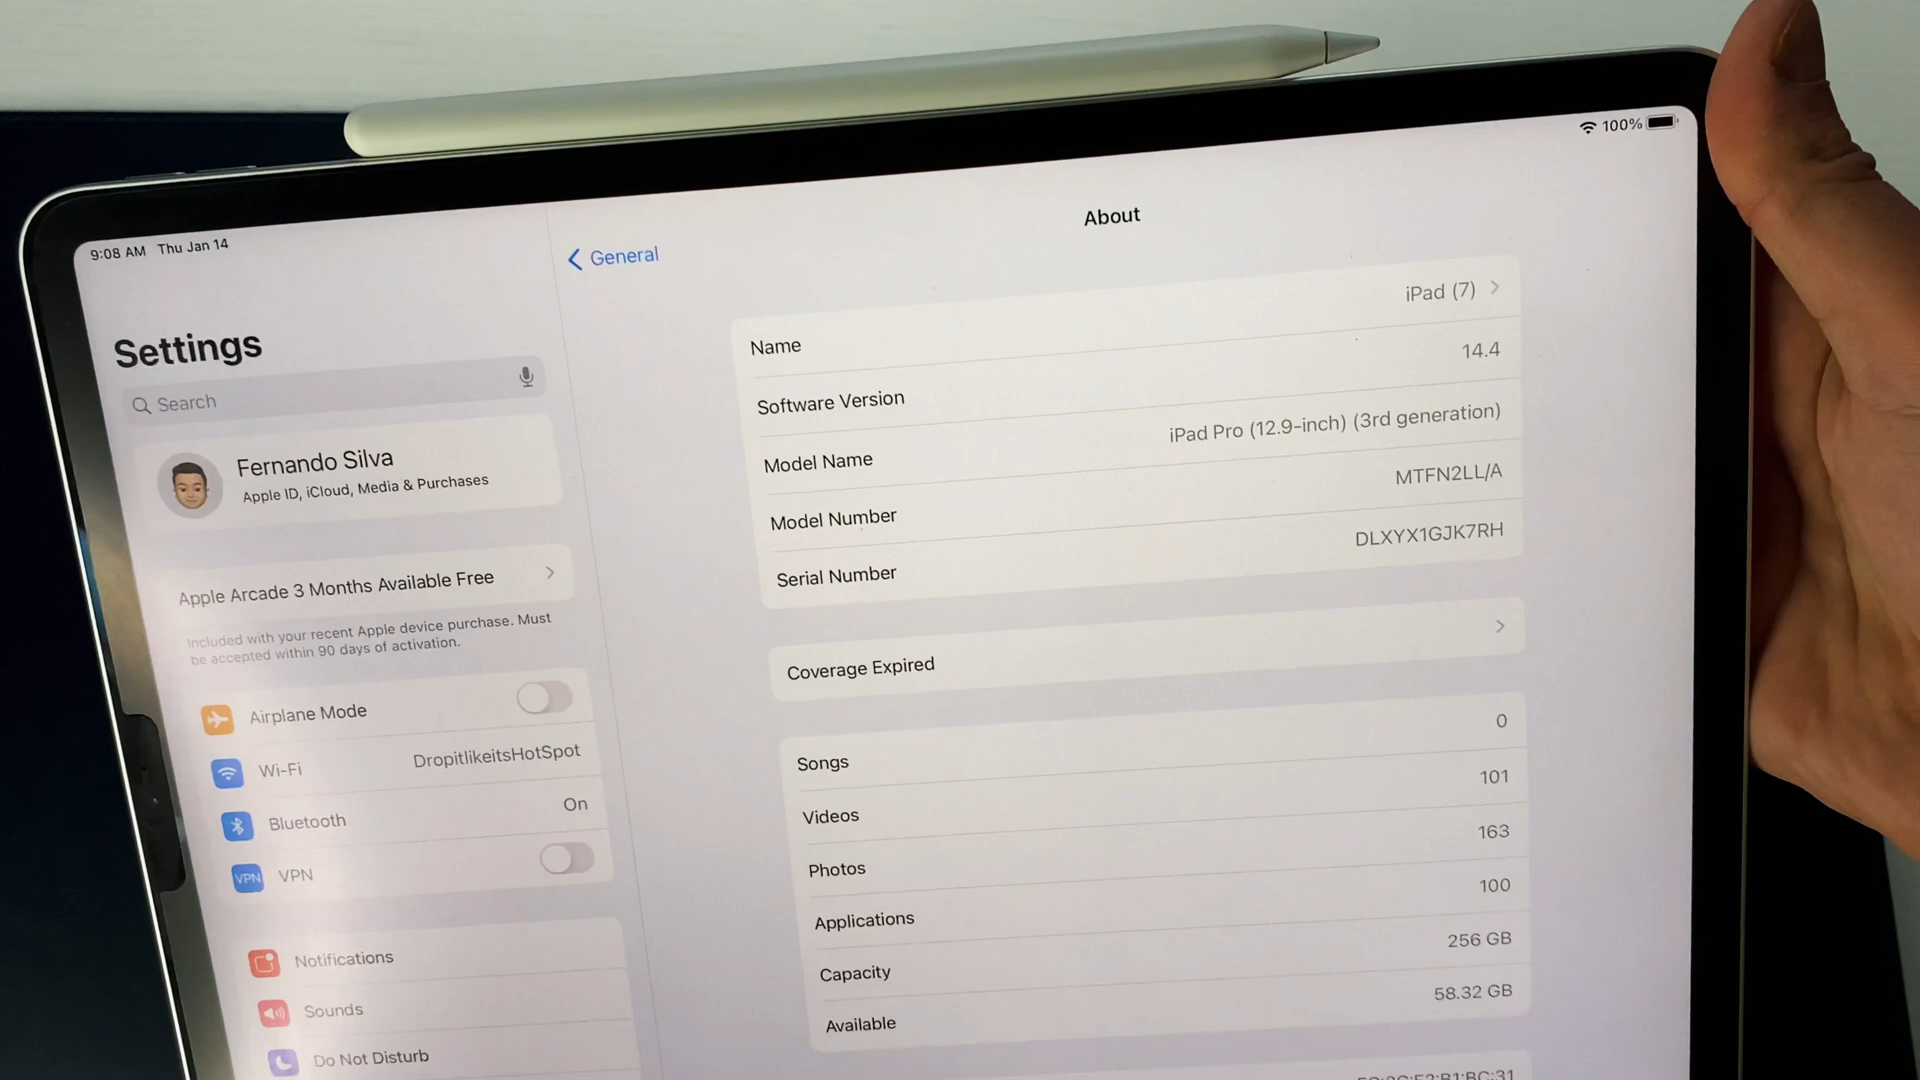 9:08 AM Thu Jan 14
100%
Settings
Search
Fernando Silva
Apple ID, iCloud, Media & Purchases
Apple Arcade 3 Months Available Free
Included with your recent Apple device purchase. Must
be accepted within 90 days of activation.
Airplane Mode
Wi-Fi DropitlikeitsHotSpot
Bluetooth On
VPN VPN
Notifications
Sounds
Do Not Disturb
General
About
Name iPad (7)
Software Version 14.4
Model Name iPad Pro (12.9-inch) (3rd generation)
Model Number MTFN2LL/A
Serial Number DLXYX1GJK7RH
Coverage Expired
Songs 0
Videos 101
Photos 163
Applications 100
Capacity 256 GB
Available 58.32 GB